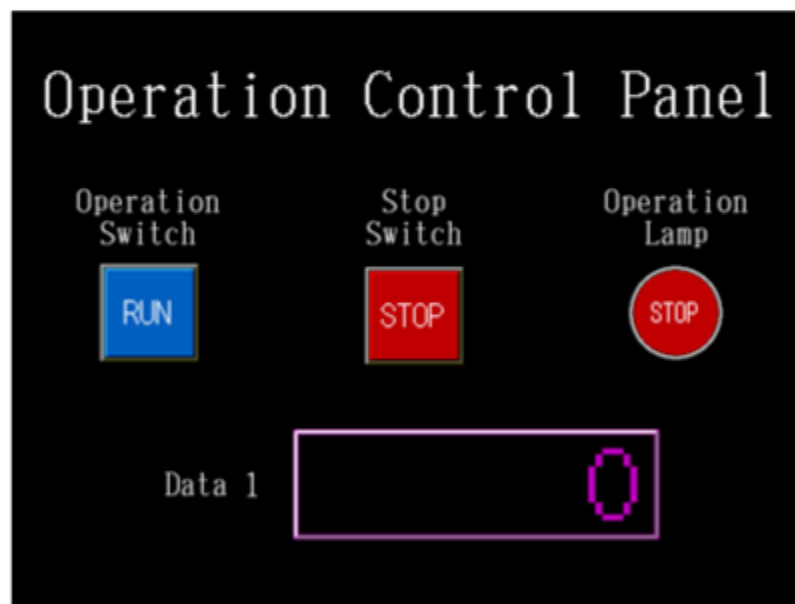 Operation Control Panel
Operation
Switch
Stop
Switch
Operation
Lamp
RUN
STOP
STOP
Data 1
0